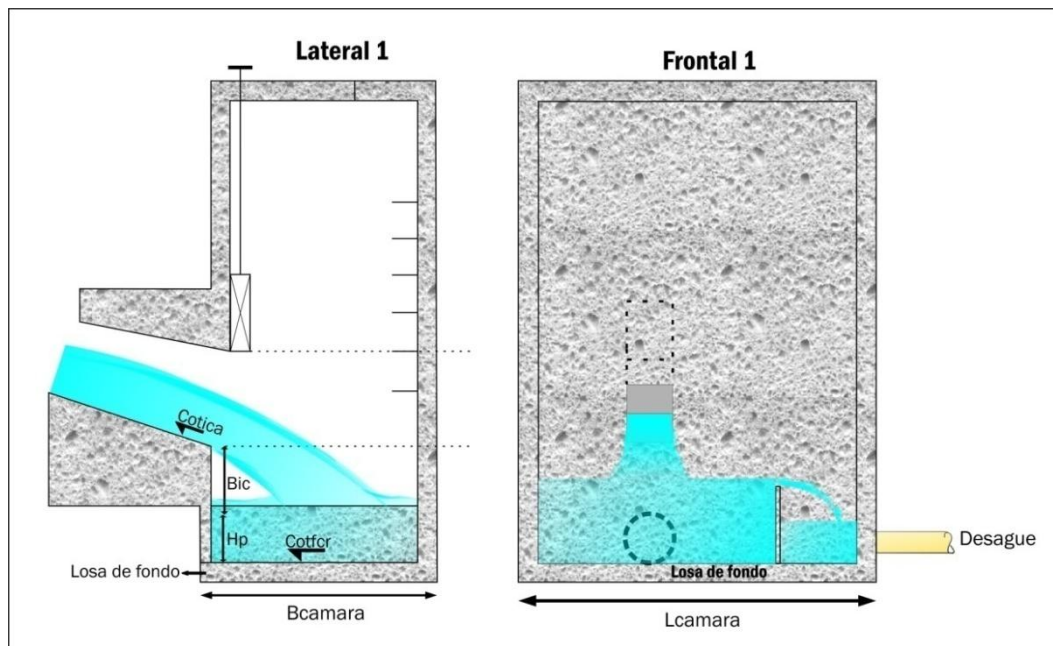 Lateral 1
Frontal 1
Cotica
Bic
Hp
Cotfcr
Losa de fondo
Bcamara
Losa de fondo
Desague
Lcamara